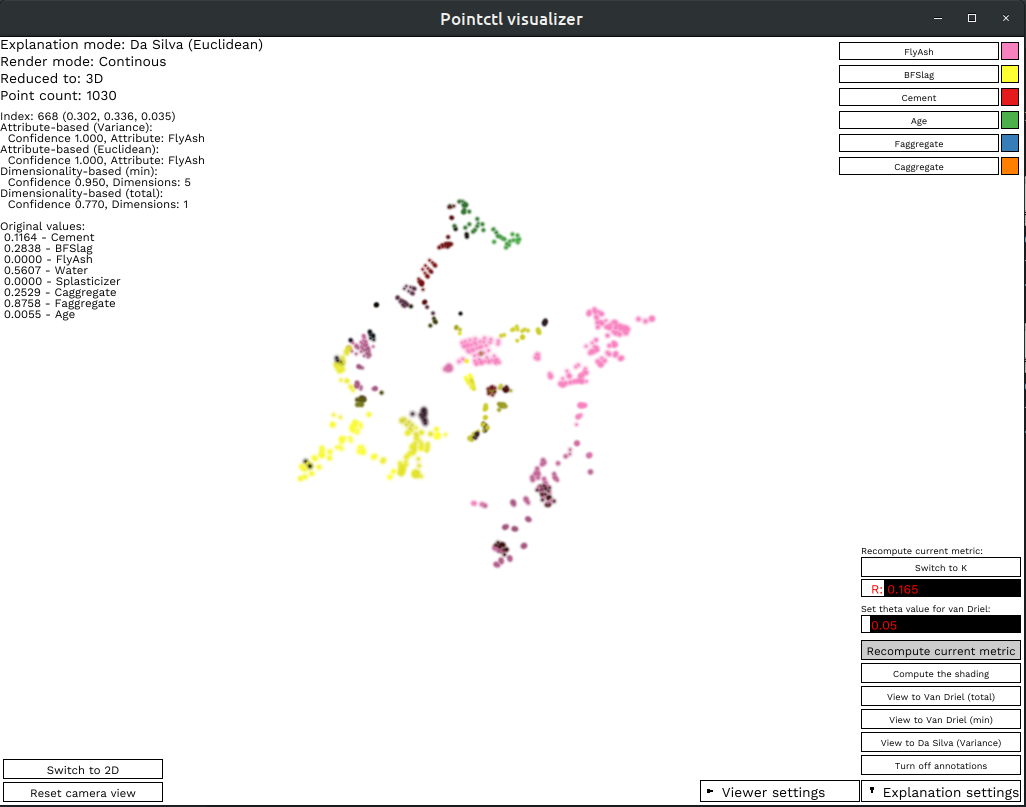 Pointctl visualizer
Explanation mode: Da Silva (Euclidean)
Render mode: Continous
Reduced to: 3D
Point count: 1030
Index: 668 (0.302, 0.336, 0.035)
Attribute-based (Variance):
Confidence 1.000, Attribute: FlyAsh
Attribute-based (Euclidean):
Confidence 1.000, Attribute: FlyAsh
Dimensionality-based (min):
Confidence 0.950, Dimensions: 5
Dimensionality-based (total):
Confidence 0.770, Dimensions: 1
Original values:
0.1164 - Cement
0.2838 - BFSlag
0.0000 - FlyAsh
0.5607 - Water
0.0000 - Splasticizer
0.2529 - Caggregate
0.8758 - Faggregate
0.0055 - Age
FlyAsh
BFSlag
Cement
Age
Faggregate
Caggregate
Recompute current metric:
Switch to K
R: 0.165
Set theta value for van Driel:
0.05
Recompute current metric
Compute the shading
View to Van Driel (total)
View to Van Driel (min)
View to Da Silva (Variance)
Turn off annotations
Switch to 2D
Reset camera view
Viewer settings
Explanation settings